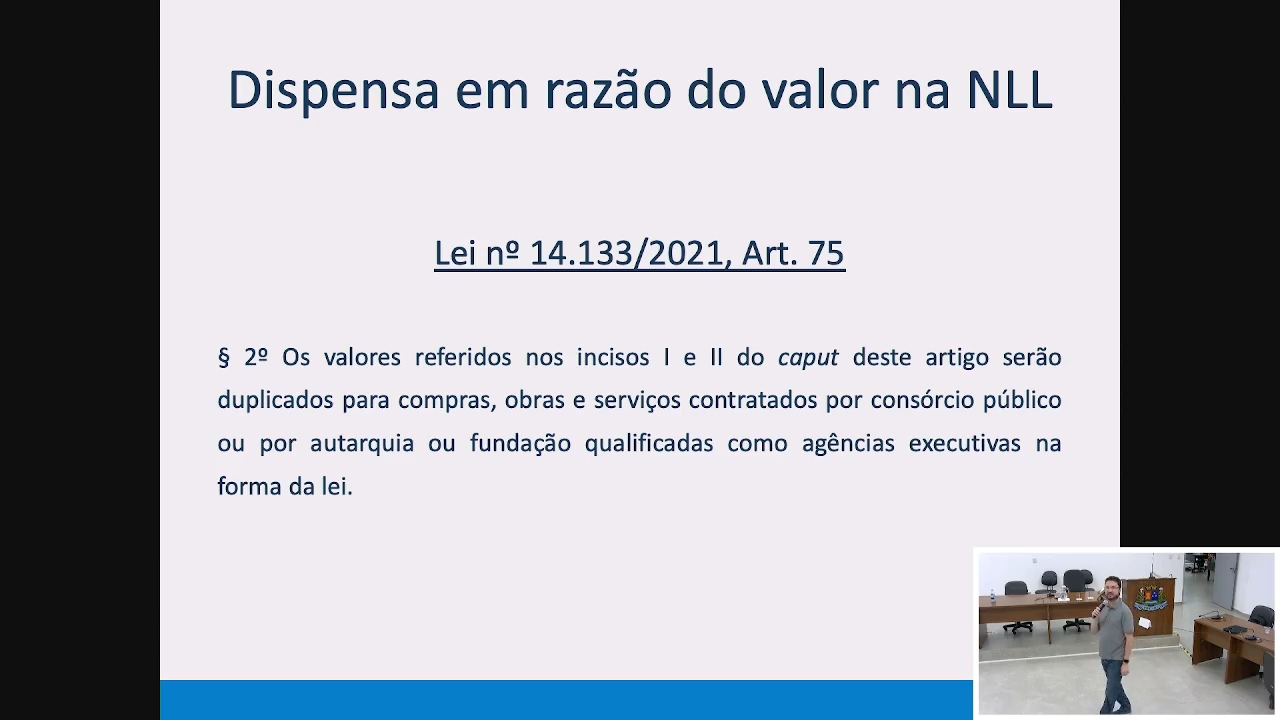 Dispensa em razão do valor na NLL
Lei nº 14.133/2021, Art. 75
§ 2º Os valores referidos nos incisos I e II do caput deste artigo serão
duplicados para compras, obras e serviços contratados por consórcio público
ou por autarquia ou fundação qualificadas como agências executivas na
forma da lei.